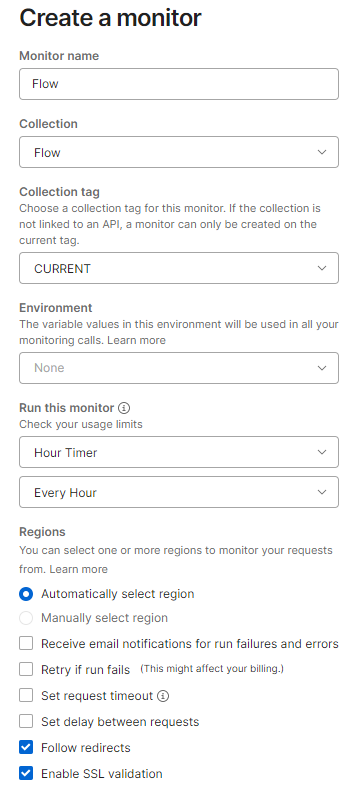 Create a monitor
Monitor name
Flow
Collection
Flow
Collection tag
Choose a collection tag for this monitor. If the collection is
not linked to an API, a monitor can only be created on the
current tag.
CURRENT
Environment
The variable values in this environment will be used in all your
monitoring calls. Learn more
None
Run this monitor
Check your usage limits
Hour Timer
Every Hour
Regions
You can select one or more regions to monitor your requests
from. Learn more
Automatically select region
Manually select region
Receive email notifications for run failures and errors
Retry if run fails (This might affect your billing.)
Set request timeout
Set delay between requests
Follow redirects
Enable SSL validation